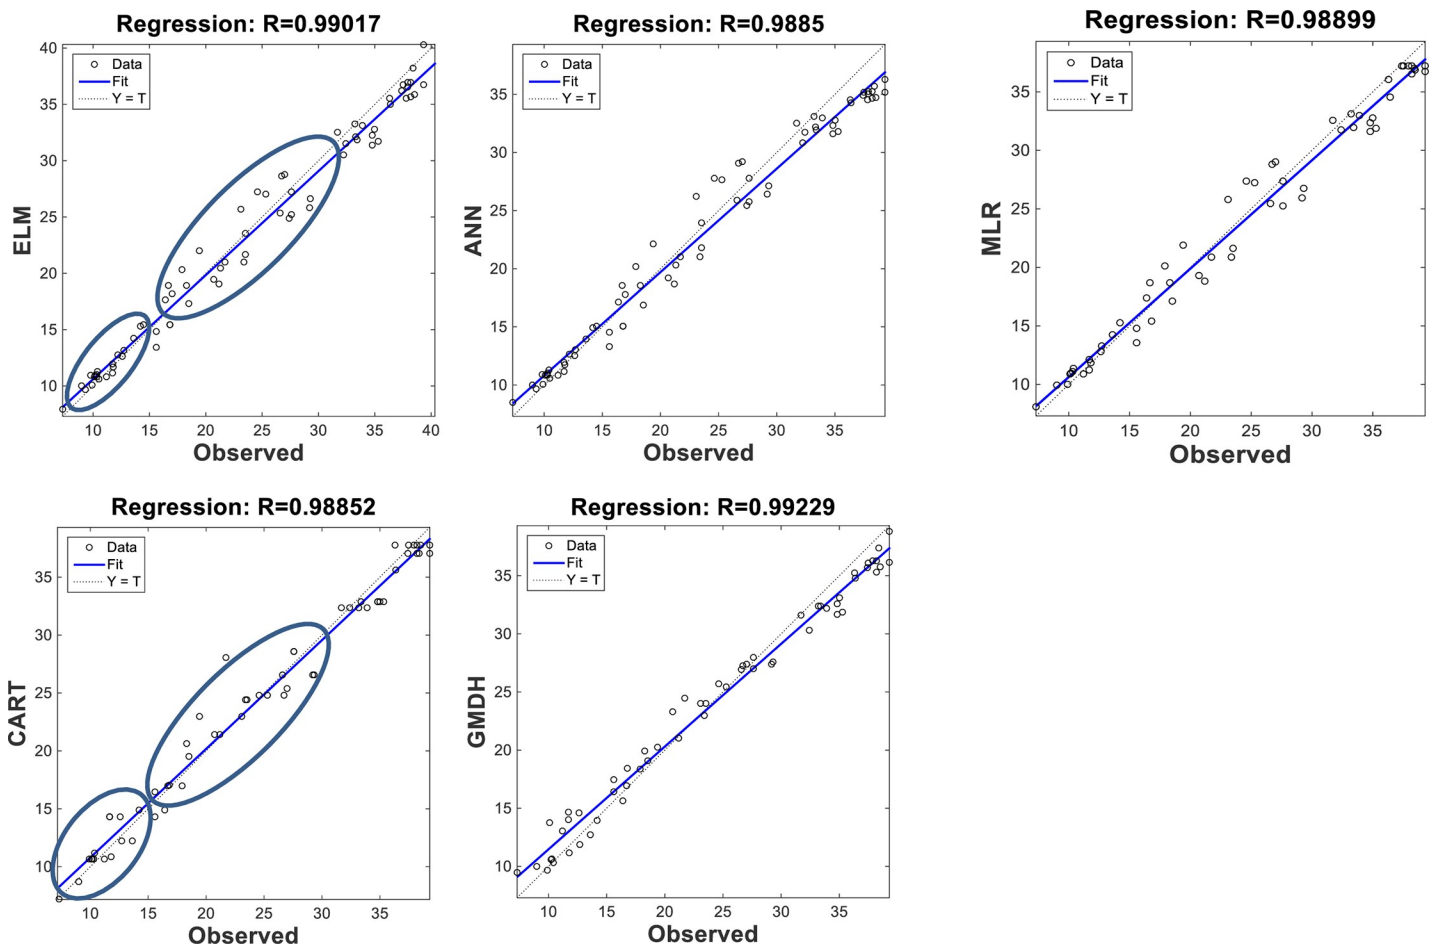 Regression: R=0.99017
Data
Fit
Y = T
40
35
30
25
20
15
10
ELM
10 15 20 25 30 35 40
Observed
Regression: R=0.9885
Data
Fit
Y = T
35
30
25
20
15
10
ANN
10 15 20 25 30 35
Observed
Regression: R=0.98899
Data
Fit
Y = T
35
30
25
20
15
10
MLR
10 15 20 25 30 35
Observed
Regression: R=0.98852
Data
Fit
Y = T
35
30
25
20
15
10
CART
10 15 20 25 30 35
Observed
Regression: R=0.99229
Data
Fit
Y = T
35
30
25
20
15
10
GMDH
10 15 20 25 30 35
Observed